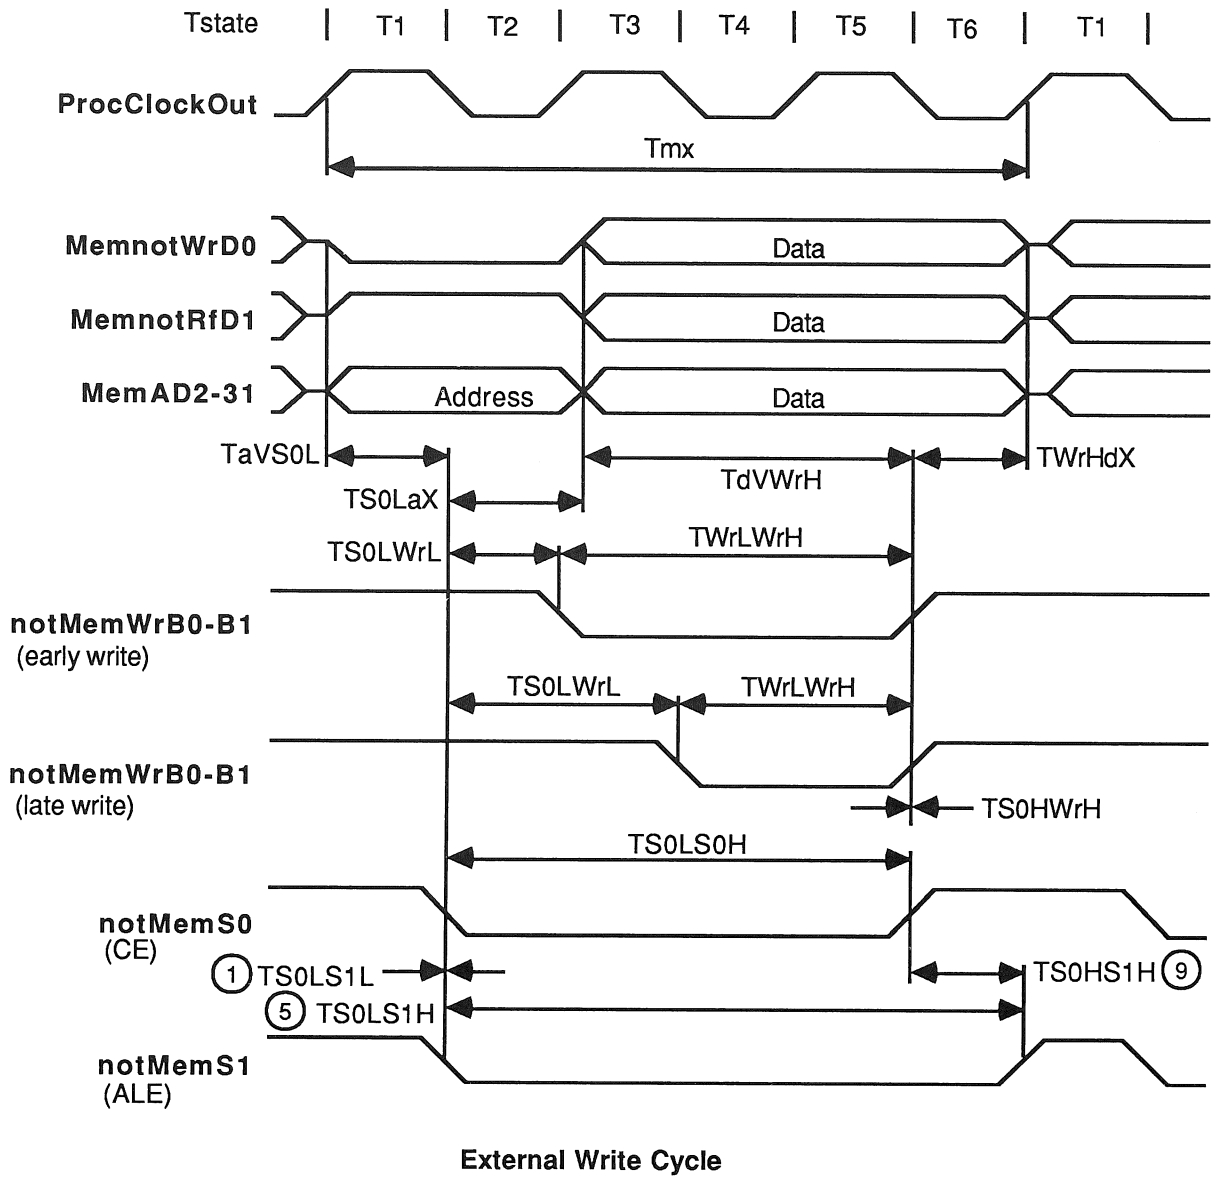 Tstate | T1 | T2 | T3 | T4 | T5 | T6 | T1 |
ProcClockOut
Tmx
MemnotWrD0 Data
MemnotRfD1 Data
MemAD2-31 Address Data
TaVS0L TdVWrH TWrHdX
TS0LaX
TS0LWrL TWrLWrH
notMemWrB0-B1
(early write)
TS0LWrL TWrLWrH
notMemWrB0-B1
(late write) TS0HWrH
TS0LS0H
notMemS0
(CE)
1 TS0LS1L TS0HS1H 9
5 TS0LS1H
notMemS1
(ALE)
External Write Cycle